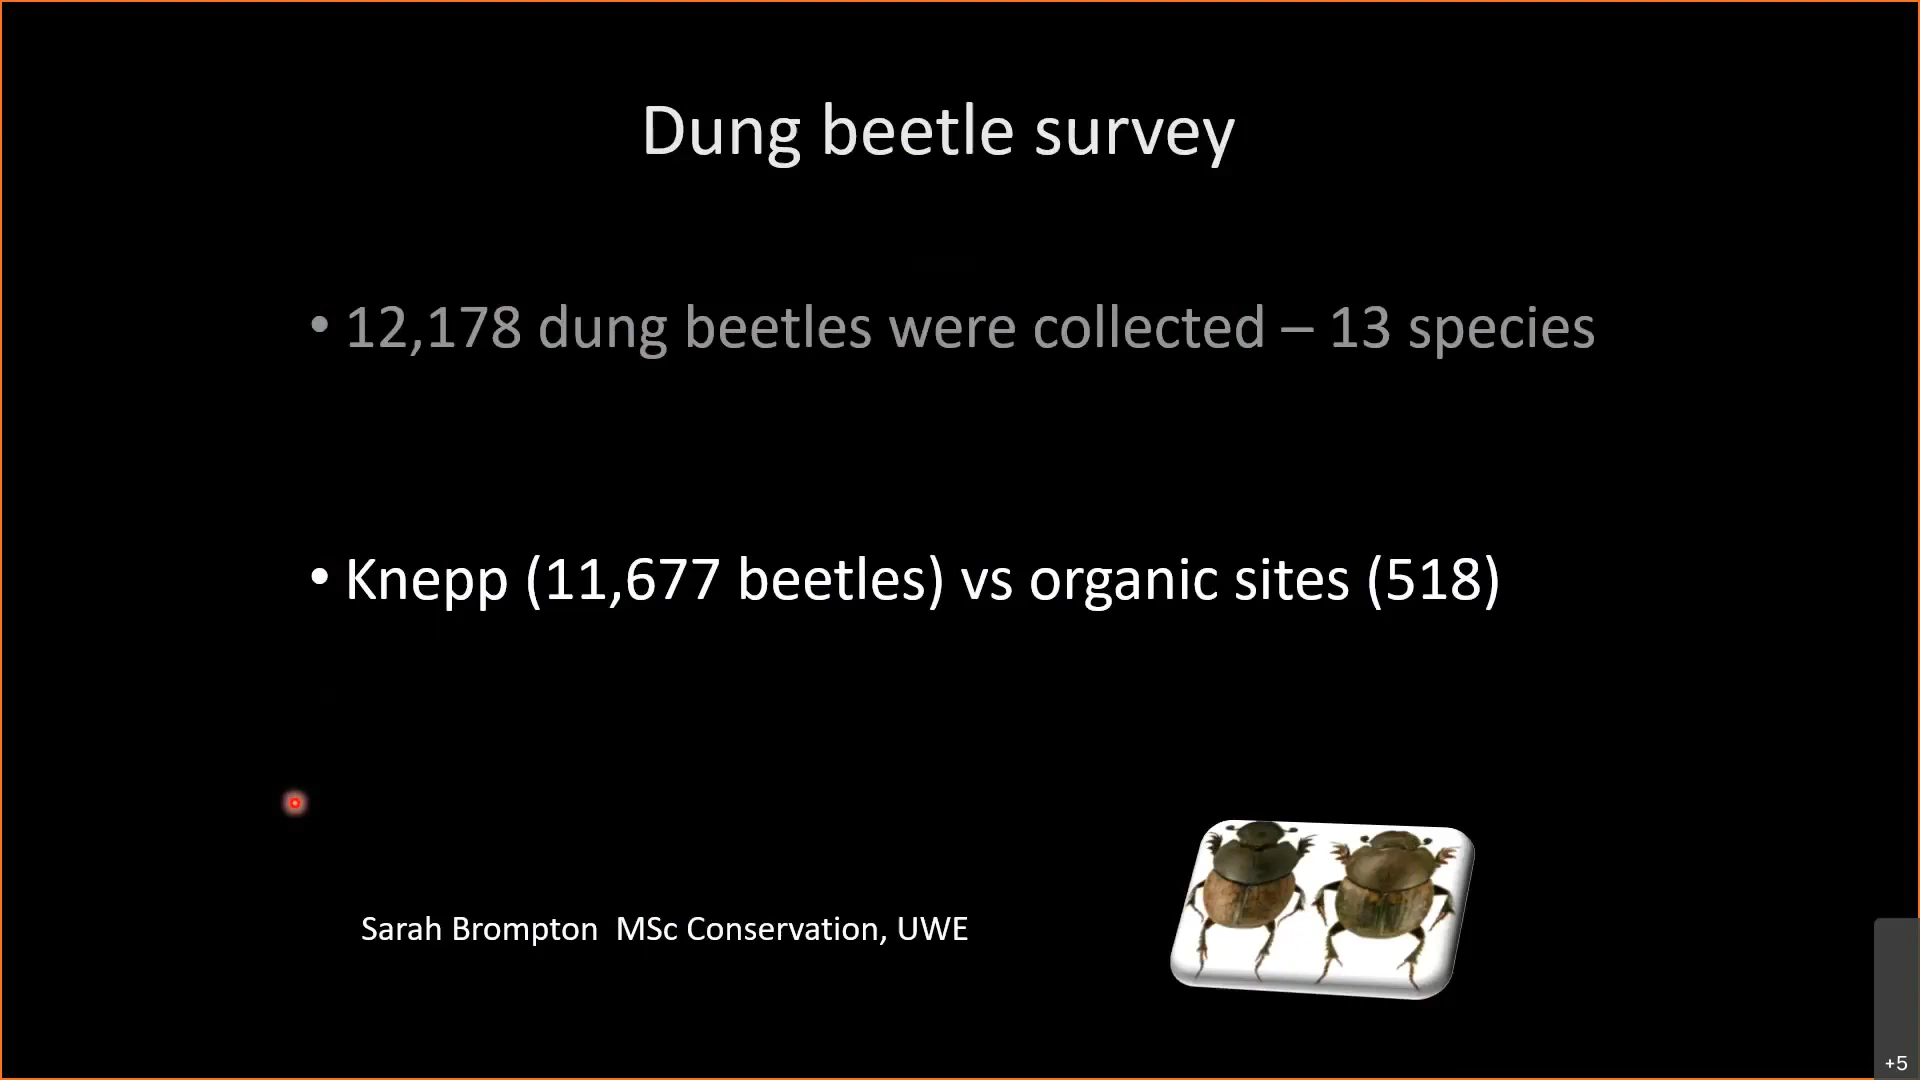 Dung beetle survey
• 12,178 dung beetles were collected – 13 species
• Knepp (11,677 beetles) vs organic sites (518)
Sarah Brompton  MSc Conservation, UWE
+5